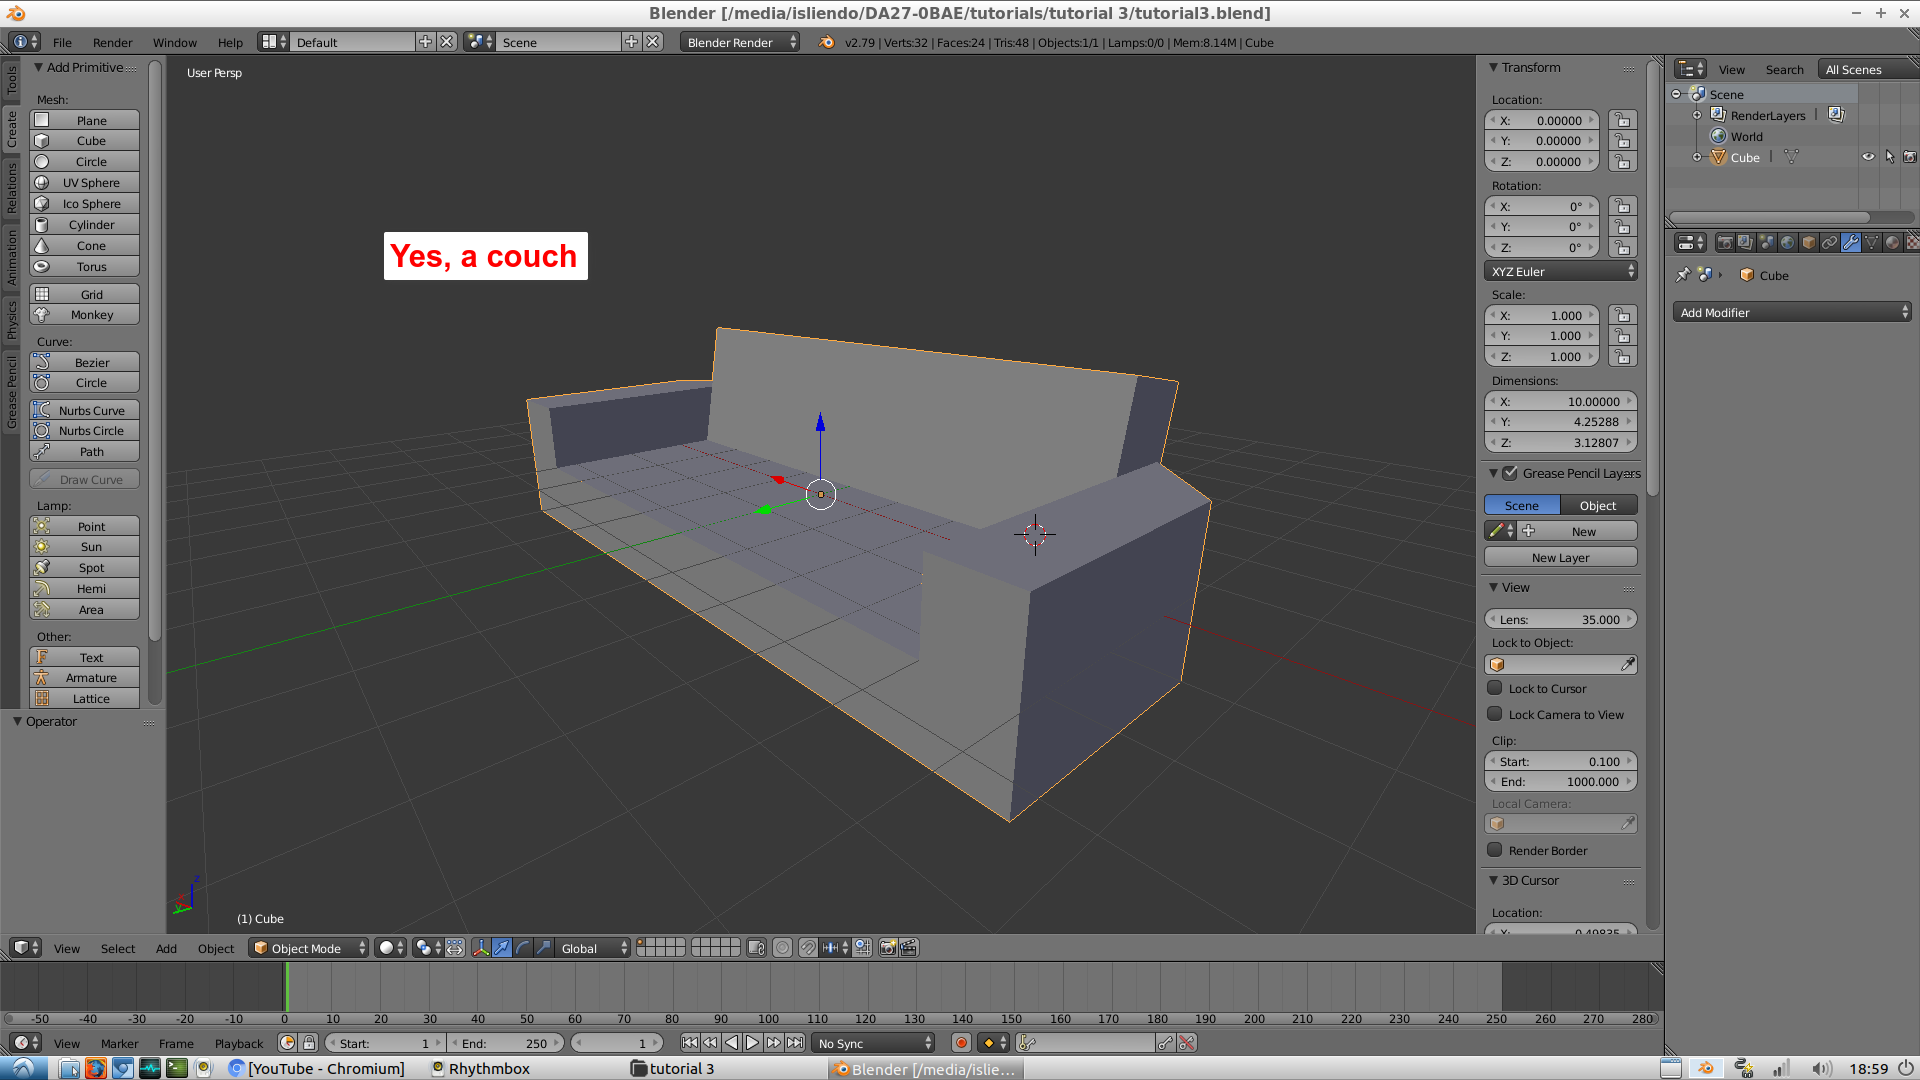 Blender [/media/isliendo/DA27-0BAE/tutorials/tutorial 3/tutorial3.blend]
File Render Window Help Default Scene Blender Render v2.79 | Verts:32 | Faces:24 | Tris:48 | Objects:1/1 | Lamps:0/0 | Mem:8.14M | Cube
Tools
Create
Relations
Animation
Physics
Grease Pencil
Add Primitive
Mesh:
Plane
Cube
Circle
UV Sphere
Ico Sphere
Cylinder
Cone
Torus
Grid
Monkey
Curve:
Bezier
Circle
Nurbs Curve
Nurbs Circle
Path
Draw Curve
Lamp:
Point
Sun
Spot
Hemi
Area
Other:
Text
Armature
Lattice
Operator
User Persp
Yes, a couch
(1) Cube
Transform
Location:
X: 0.00000
Y: 0.00000
Z: 0.00000
Rotation:
X: 0°
Y: 0°
Z: 0°
XYZ Euler
Scale:
X: 1.000
Y: 1.000
Z: 1.000
Dimensions:
X: 10.00000
Y: 4.25288
Z: 3.12807
Grease Pencil Layers
Scene Object
New
New Layer
View
Lens: 35.000
Lock to Object:
Lock to Cursor
Lock Camera to View
Clip:
Start: 0.100
End: 1000.000
Local Camera:
Render Border
3D Cursor
Location:
View Search All Scenes
Scene
RenderLayers
World
Cube
Cube
Add Modifier
View Select Add Object Object Mode Global
-50 -40 -30 -20 -10 0 10 20 30 40 50 60 70 80 90 100 110 120 130 140 150 160 170 180 190 200 210 220 230 240 250 260 270 280
View Marker Frame Playback Start: 1 End: 250 1 No Sync
[YouTube - Chromium] Rhythmbox tutorial 3 Blender [/media/islie... 18:59